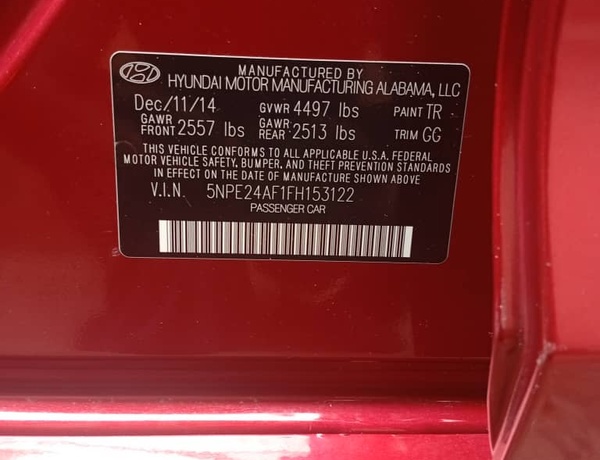 MANUFACTURED BY
HYUNDAI MOTOR MANUFACTURING ALABAMA, LLC
Dec/11/14 GVWR 4497 lbs PAINT TR
GAWR FRONT 2557 lbs GAWR REAR 2513 lbs TRIM GG
THIS VEHICLE CONFORMS TO ALL APPLICABLE U.S.A. FEDERAL
MOTOR VEHICLE SAFETY, BUMPER, AND THEFT PREVENTION STANDARDS
IN EFFECT ON THE DATE OF MANUFACTURE SHOWN ABOVE.
V.I.N. 5NPE24AF1FH153122
PASSENGER CAR